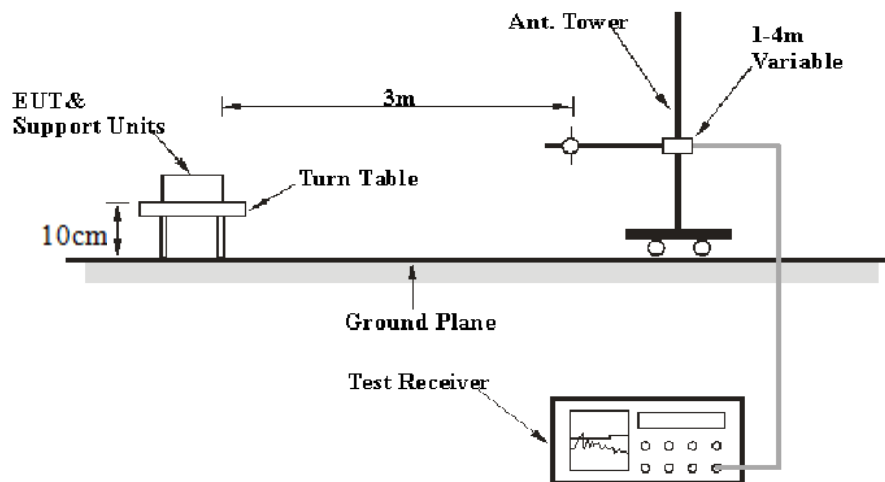 Ant. Tower
1-4m
Variable
3m
EUT&
Support Units
Turn Table
10cm
Ground Plane
Test Receiver